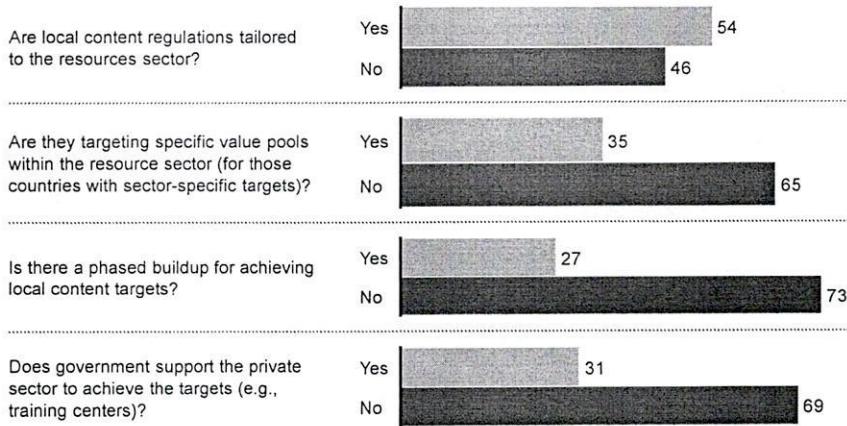 Are local content regulations tailored
to the resources sector?
Yes 54
No 46
Are they targeting specific value pools
within the resource sector (for those
countries with sector-specific targets)?
Yes 35
No 65
Is there a phased buildup for achieving
local content targets?
Yes 27
No 73
Does government support the private
sector to achieve the targets (e.g.,
training centers)?
Yes 31
No 69